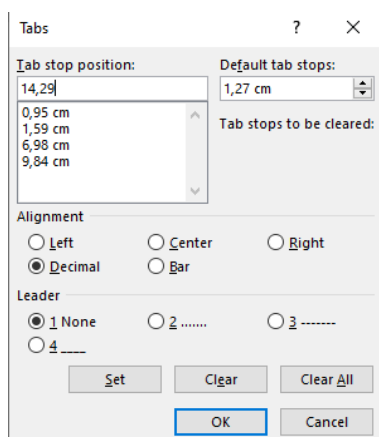 Tabs ? ×
Tab stop position: Default tab stops:
14,29 1,27 cm
0,95 cm
1,59 cm
6,98 cm
9,84 cm
Tab stops to be cleared:
Alignment
Left Center Right
Decimal Bar
Leader
1 None 2 ....... 3 -------
4 ____
Set Clear Clear All
OK Cancel